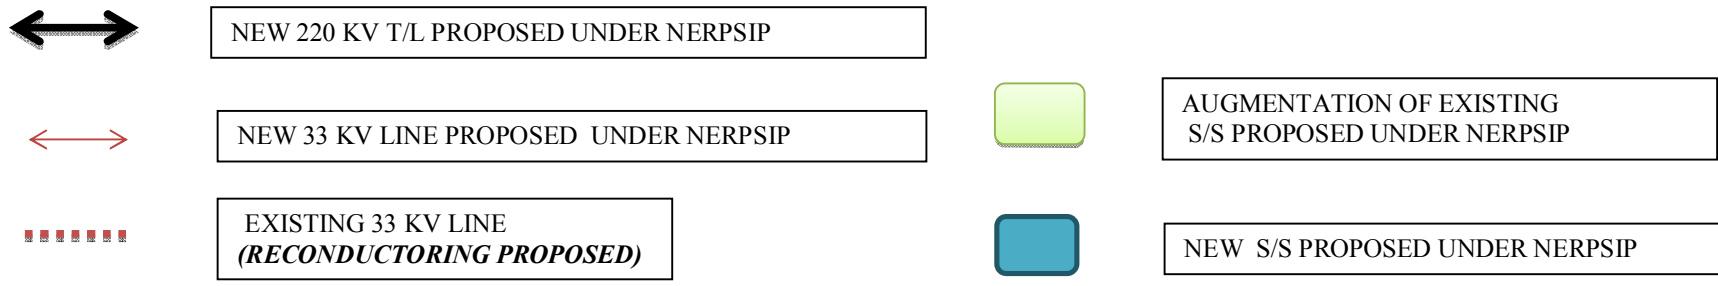 NEW 220 KV T/L PROPOSED UNDER NERPSIP
NEW 33 KV LINE PROPOSED UNDER NERPSIP
EXISTING 33 KV LINE
(RECONDUCTORING PROPOSED)
AUGMENTATION OF EXISTING
S/S PROPOSED UNDER NERPSIP
NEW S/S PROPOSED UNDER NERPSIP